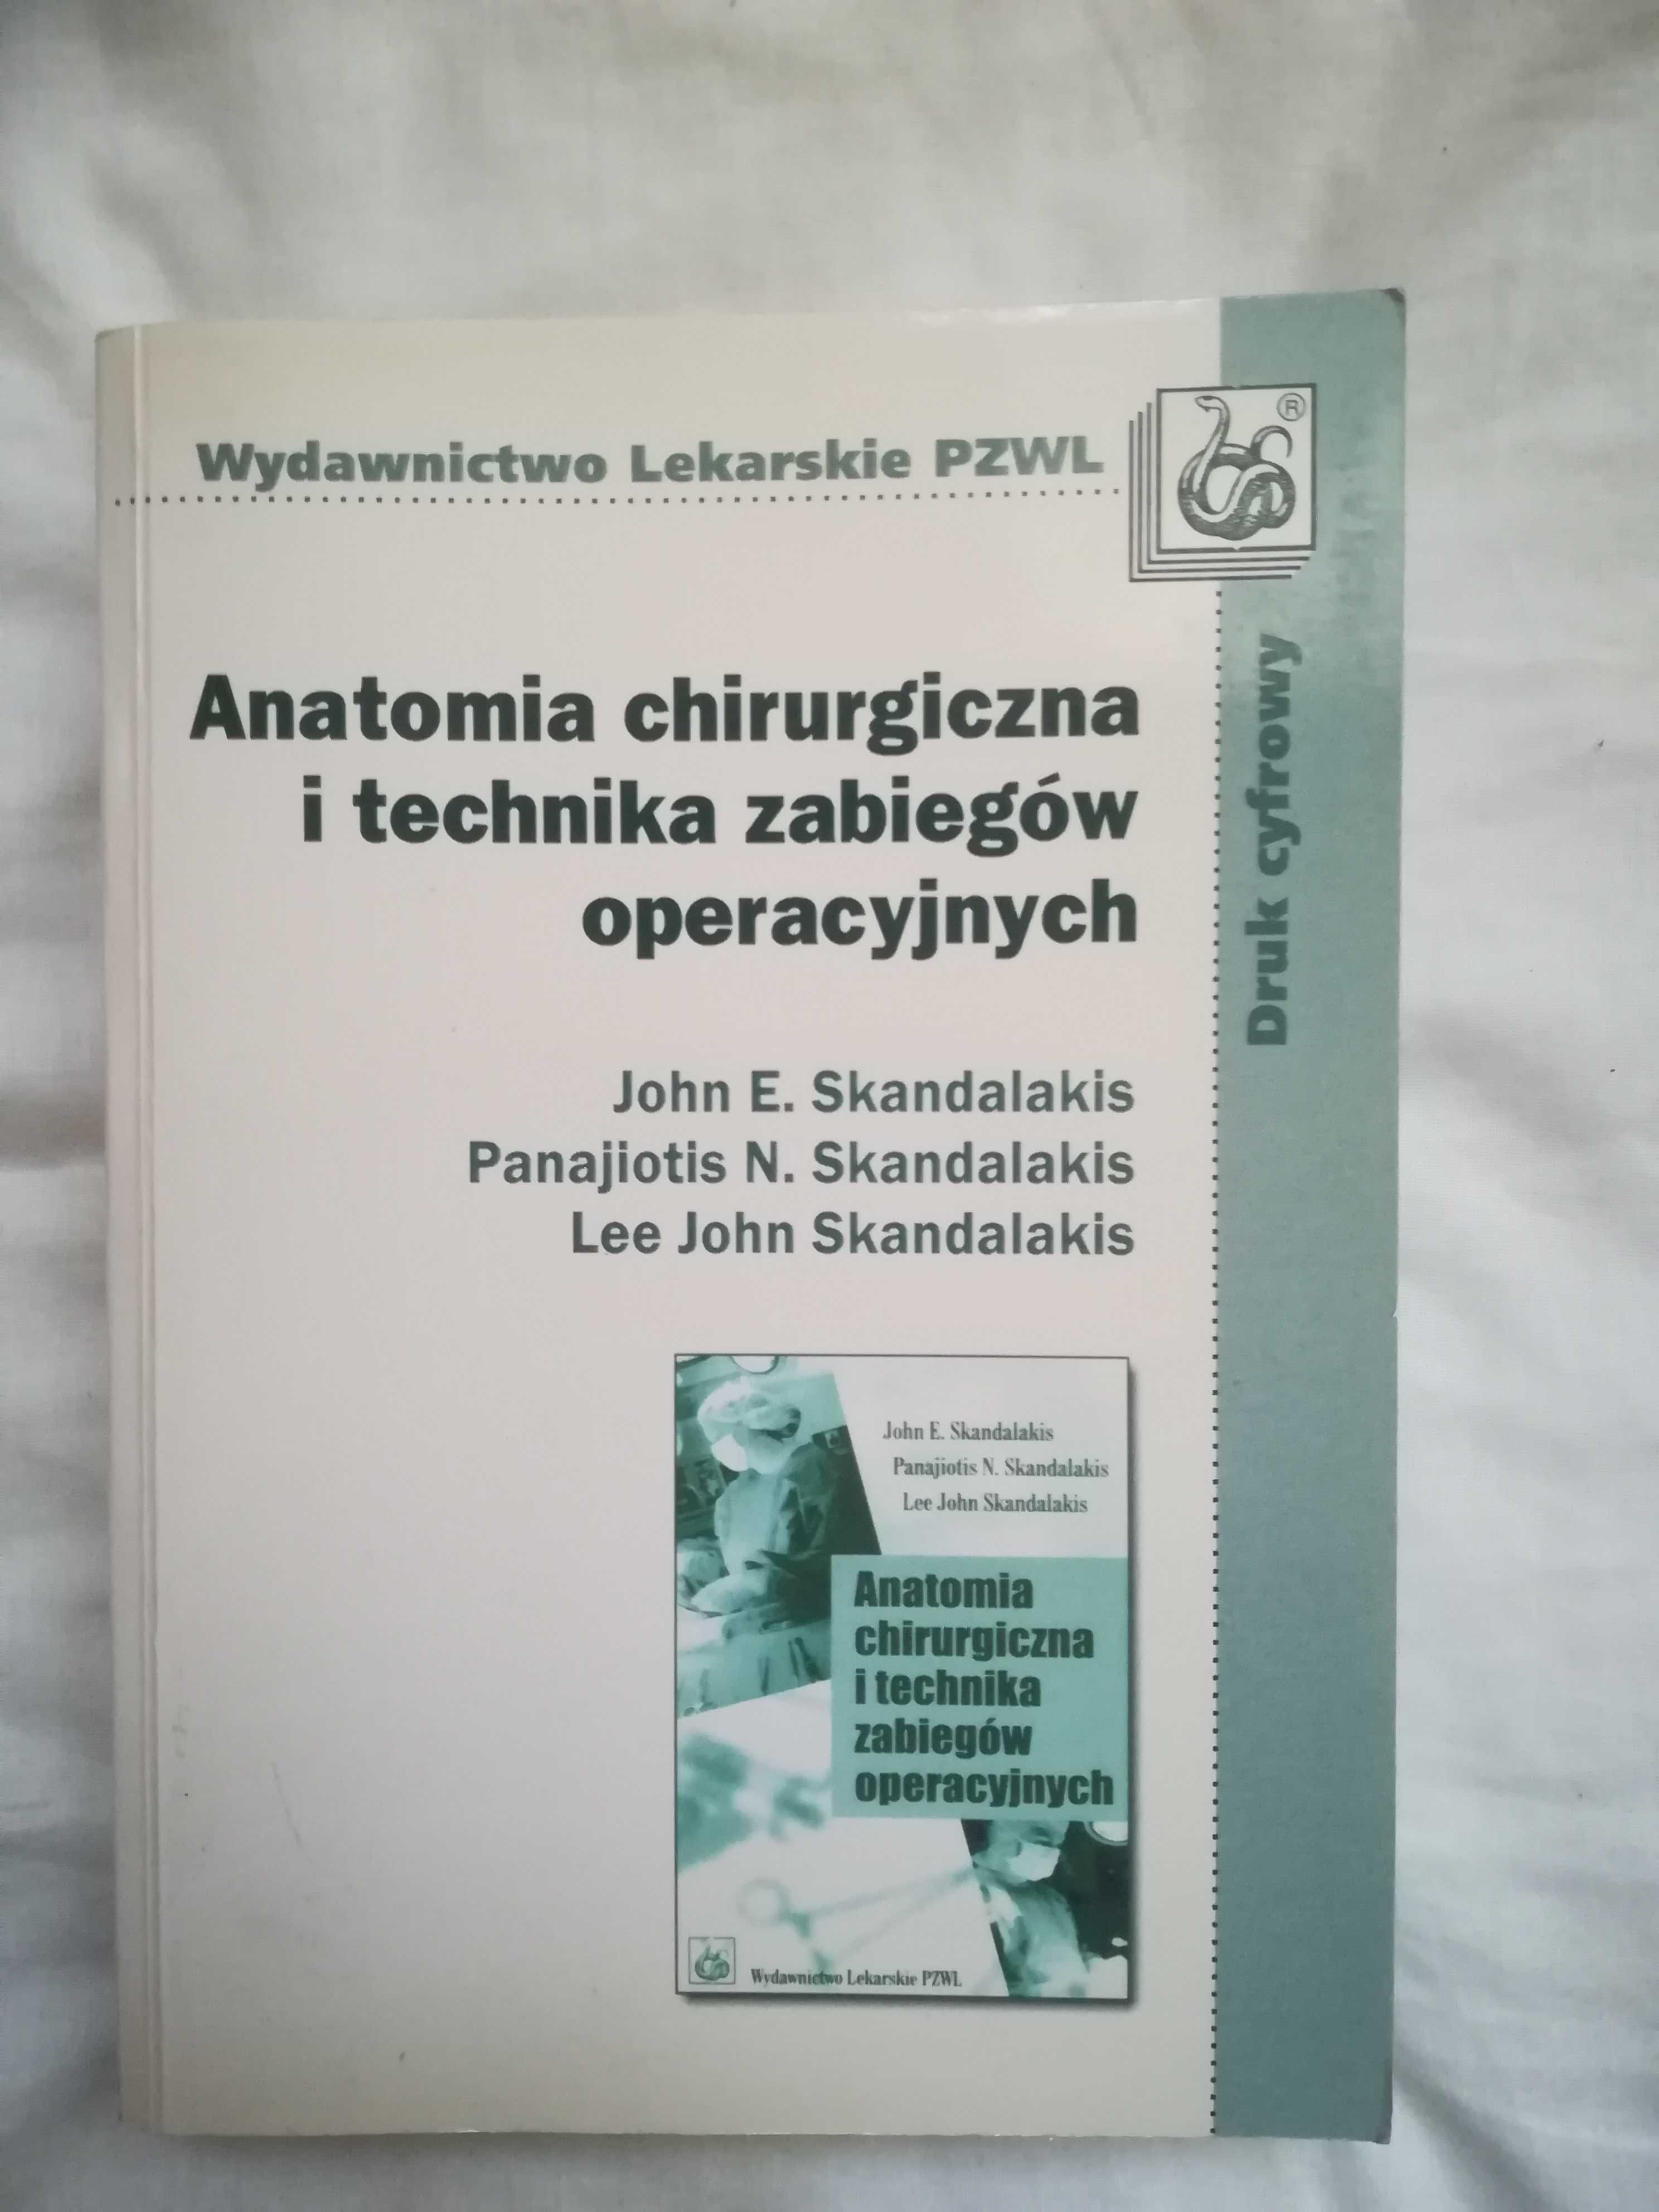 Wydawnictwo Lekarskie PZWL
®
Anatomia chirurgiczna
i technika zabiegów
operacyjnych
Druk cyfrowy
John E. Skandalakis
Panajiotis N. Skandalakis
Lee John Skandalakis
John E. Skandalakis
Panajiotis N. Skandalakis
Lee John Skandalakis
Anatomia
chirurgiczna
i technika
zabiegów
operacyjnych
Wydawnictwo Lekarskie PZWL